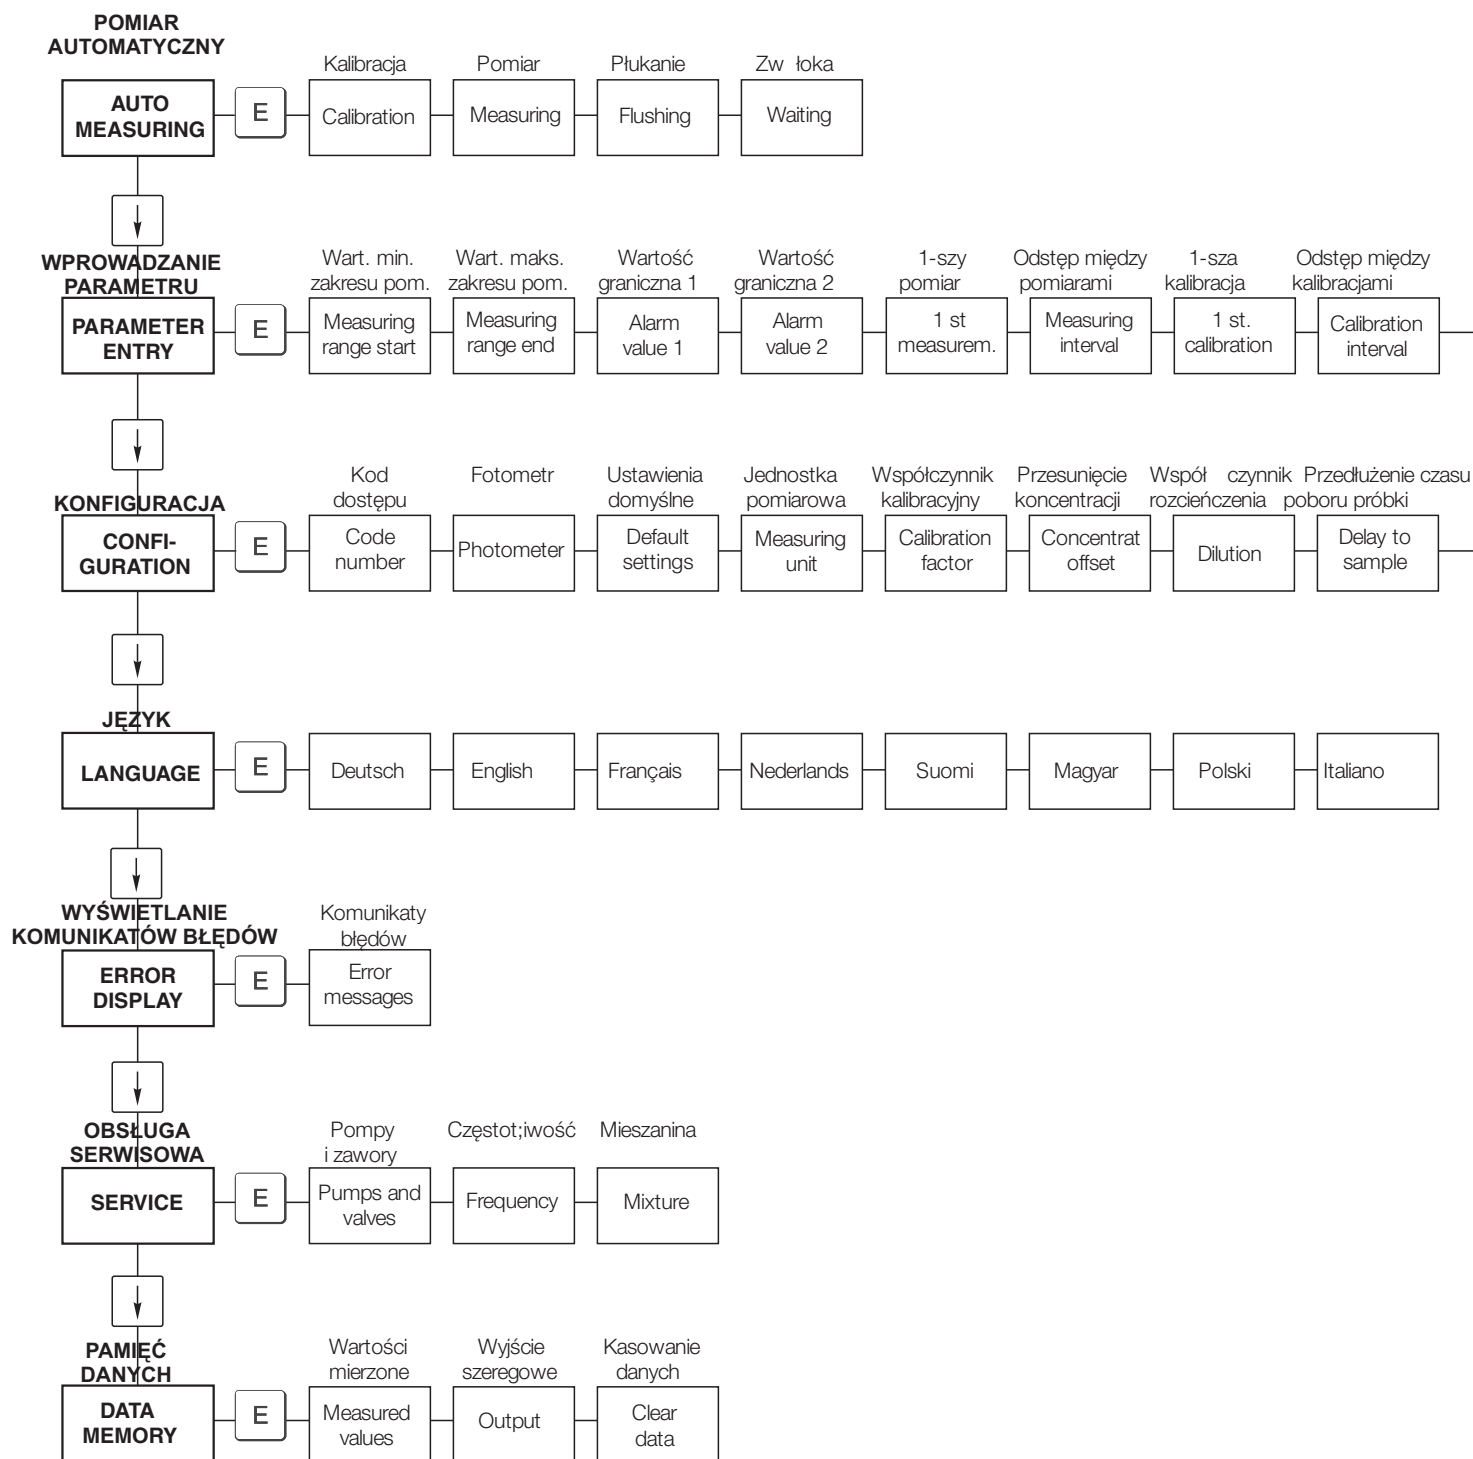 POMIAR
AUTOMATYCZNY
Kalibracja Pomiar Płukanie Zw łoka
AUTO
MEASURING
E
Calibration
Measuring
Flushing
Waiting
WPROWADZANIE
PARAMETRU
Wart. min.
zakresu pom.
Wart. maks.
zakresu pom.
Wartość
graniczna 1
Wartość
graniczna 2
1-szy
pomiar
Odstęp między
pomiarami
1-sza
kalibracja
Odstęp między
kalibracjami
PARAMETER
ENTRY
E
Measuring
range start
Measuring
range end
Alarm
value 1
Alarm
value 2
1 st
measurem.
Measuring
interval
1 st.
calibration
Calibration
interval
KONFIGURACJA
Kod
dostępu
Fotometr
Ustawienia
domyślne
Jednostka
pomiarowa
Współczynnik
kalibracyjny
Przesunięcie
koncentracji
Współ czynnik
rozcieńczenia
Przedłużenie czasu
poboru próbki
CONFI-
GURATION
E
Code
number
Photometer
Default
settings
Measuring
unit
Calibration
factor
Concentrat
offset
Dilution
Delay to
sample
JĘZYK
LANGUAGE
E
Deutsch
English
Français
Nederlands
Suomi
Magyar
Polski
Italiano
WYŚWIETLANIE
KOMUNIKATÓW BŁĘDÓW
Komunikaty
błędów
ERROR
DISPLAY
E
Error
messages
OBSŁUGA
SERWISOWA
Pompy
i zawory
Częstot;iwość
Mieszanina
SERVICE
E
Pumps and
valves
Frequency
Mixture
PAMIĘĆ
DANYCH
Wartości
mierzone
Wyjście
szeregowe
Kasowanie
danych
DATA
MEMORY
E
Measured
values
Output
Clear
data